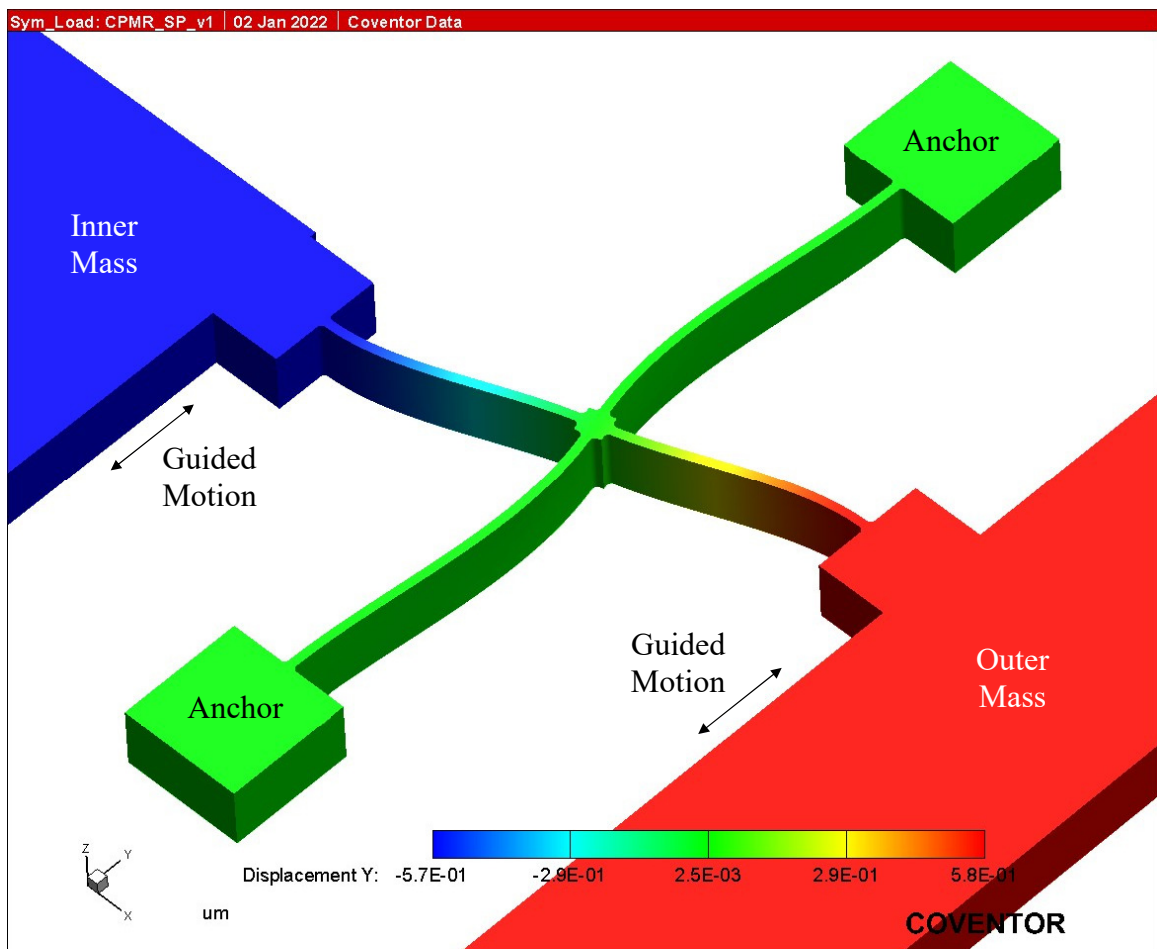 Sym_Load: CPMR_SP_v1 | 02 Jan 2022 | Coventor Data
Anchor
Inner
Mass
Guided
Motion
Guided
Motion
Outer
Mass
Anchor
Z
Y
X
Displacement Y: -5.7E-01 -2.9E-01 2.5E-03 2.9E-01 5.8E-01
um
COVENTOR